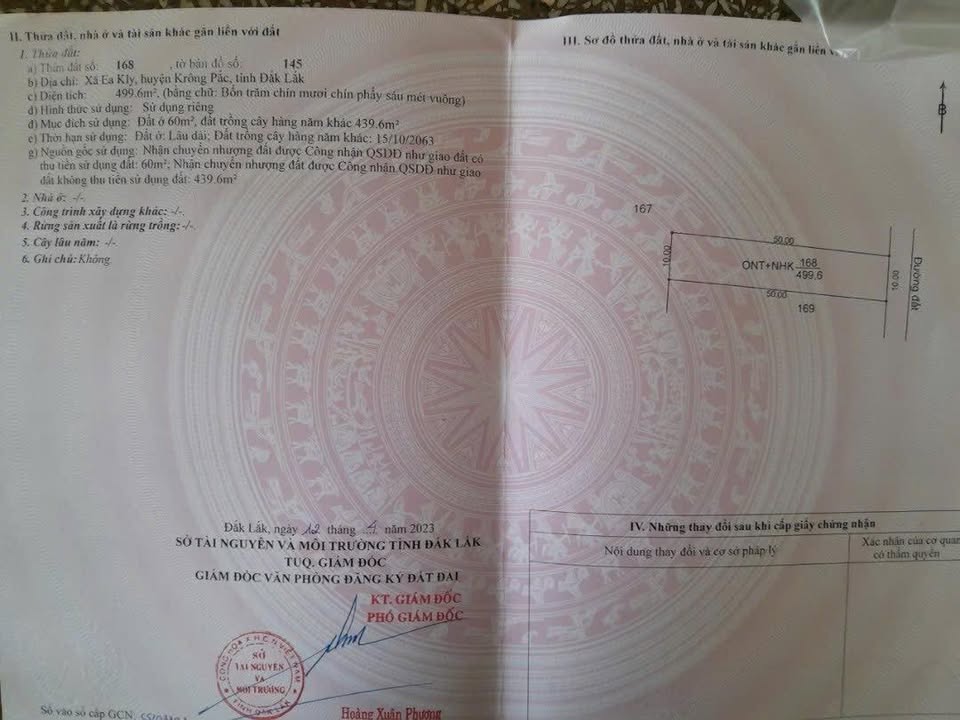 II. Thửa đất, nhà ở và tài sản khác gắn liền với đất
1. Thửa đất:
a) Thửa đất số: 168 , tờ bản đồ số: 145
b) Địa chỉ: Xã Ea Kly, huyện Krông Pắc, tỉnh Đắk Lắk
c) Diện tích: 499.6m², (bằng chữ: Bốn trăm chín mươi chín phẩy sáu mét vuông)
d) Hình thức sử dụng: Sử dụng riêng
đ) Mục đích sử dụng: Đất ở 60m², đất trồng cây hàng năm khác 439.6m²
e) Thời hạn sử dụng: Đất ở: Lâu dài; Đất trồng cây hàng năm khác: 15/10/2063
g) Nguồn gốc sử dụng: Nhận chuyển nhượng đất được Công nhận QSDĐ như giao đất có
thu tiền sử dụng đất: 60m²; Nhận chuyển nhượng đất được Công nhận QSDĐ như giao
đất không thu tiền sử dụng đất: 439.6m²
2. Nhà ở: -/-
3. Công trình xây dựng khác: -/-.
4. Rừng sản xuất là rừng trồng: -/-.
5. Cây lâu năm: -/-
6. Ghi chú: Không
Đắk Lắk, ngày 12 tháng 4 năm 2023
SỞ TÀI NGUYÊN VÀ MÔI TRƯỜNG TỈNH ĐẮK LẮK
TUQ. GIÁM ĐỐC
GIÁM ĐỐC VĂN PHÒNG ĐĂNG KÝ ĐẤT ĐAI
KT. GIÁM ĐỐC
PHÓ GIÁM ĐỐC
CỘNG HÒA X.H.C.N VIỆT NAM
SỞ
TÀI NGUYÊN
VÀ
MÔI TRƯỜNG
TỈNH ĐẮK LẮK
Hoàng Xuân Phương
Số vào sổ cấp GCN:
III. Sơ đồ thửa đất, nhà ở và tài sản khác gắn liền
B
167
50.00
10.00
ONT+NHK 168
499.6
10.00
Đường đất
50.00
169
IV. Những thay đổi sau khi cấp giấy chứng nhận
Nội dung thay đổi và cơ sở pháp lý
Xác nhận của cơ quan
có thẩm quyền